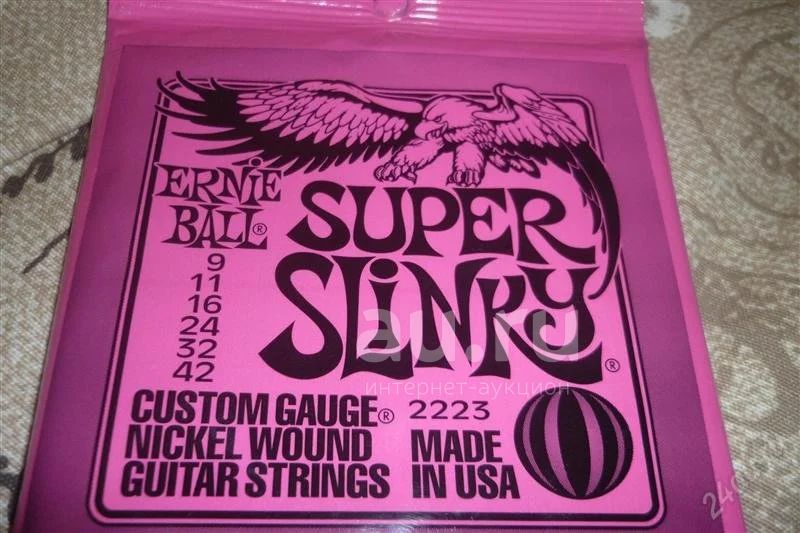 ERNiE
BALL®
SUPER
SLiNKY®
9
11
16
24
32
42
CUSTOM GAUGE® 2223
NICKEL WOUND
GUITAR STRINGS
MADE
IN USA
au.ru
интернет-аукцион